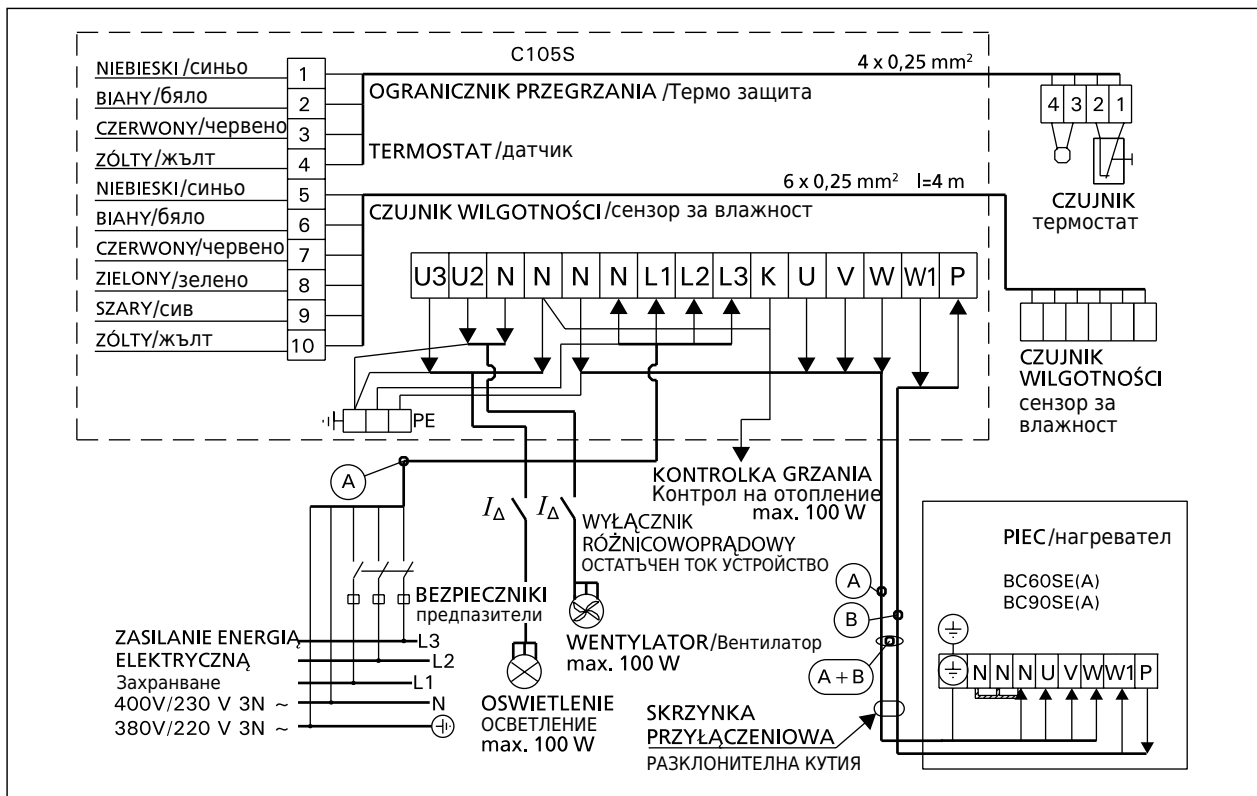 C105S
NIEBIESKI/синьо 1
BIAHY/бяло 2
CZERWONY/червено 3
ZÓLTY/жълт 4
NIEBIESKI/синьо 5
BIAHY/бяло 6
CZERWONY/червено 7
ZIELONY/зелено 8
SZARY/сив 9
ZÓLTY/жълт 10
4 x 0,25 mm²
OGRANICZNIK PRZEGRZANIA /Термо защита
TERMOSTAT/датчик
6 x 0,25 mm² l=4 m
CZUJNIK WILGOTNOŚCI/сензор за влажност
4 3 2 1
CZUJNIK
термостат
U3 U2 N N N N L1 L2 L3 K U V W W1 P
CZUJNIK
WILGOTNOŚCI
сензор за
влажност
PE
A
KONTROLKA GRZANIA
Контрол на отопление
max. 100 W
I∆ I∆
WYŁĄCZNIK
RÓŻNICOWOPRĄDOWY
ОСТАТЪЧЕН ТОК УСТРОЙСТВО
BEZPIECZNIKI
предпазители
WENTYLATOR/Вентилатор
max. 100 W
ZASILANIE ENERGIĄ
ELEKTRYCZNĄ
Захранване
400V/230 V 3N ~
380V/220 V 3N ~
L3
L2
L1
N
OSWIETLENIE
ОСВЕТЛЕНИЕ
max. 100 W
A
B
A+B
SKRZYNKA
PRZYŁĄCZENIOWA
РАЗКЛОНИТЕЛНА КУТИЯ
PIEC/нагревател
BC60SE(A)
BC90SE(A)
N N N U V W W1 P